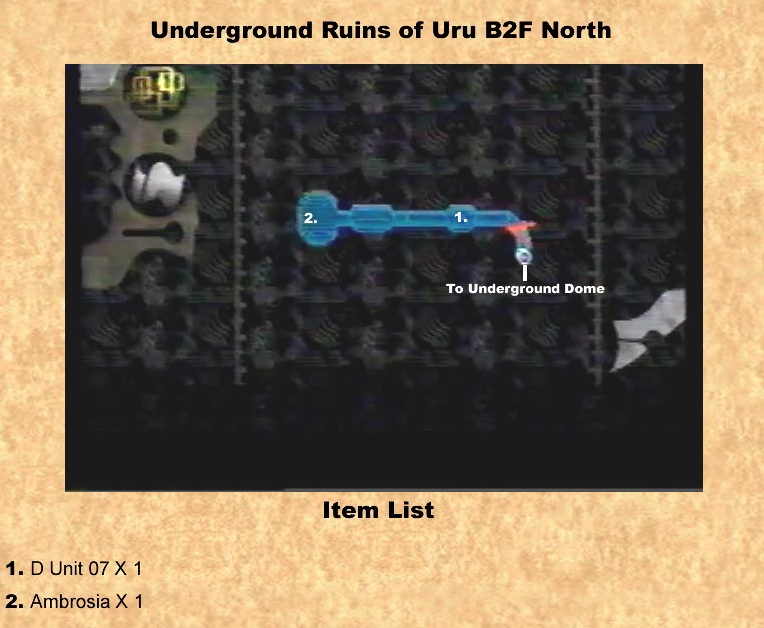 Underground Ruins of Uru B2F North
2.
1.
To Underground Dome
Item List
1. D Unit 07 X 1
2. Ambrosia X 1